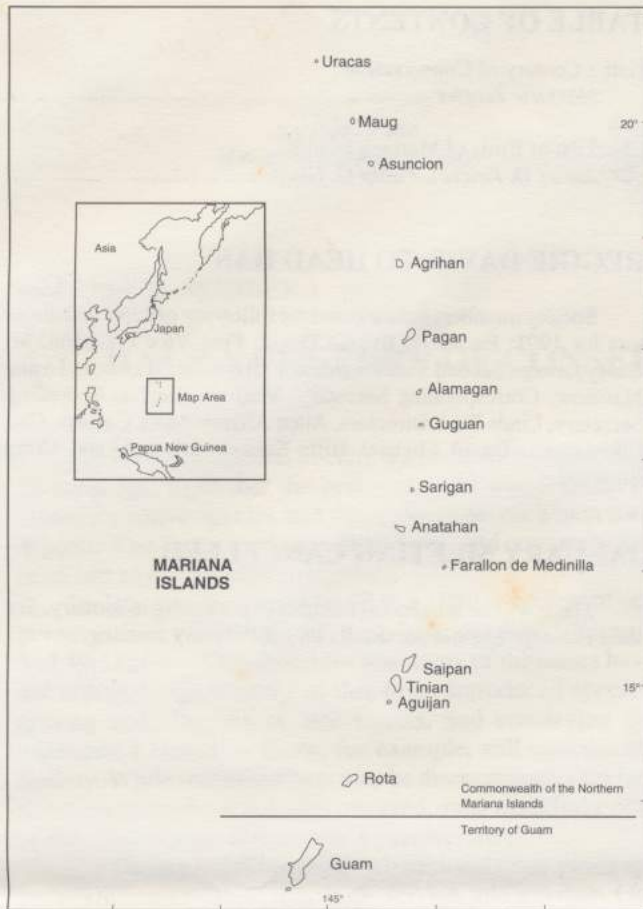 Uracas
Maug
20°
Asuncion
Asia
Agrihan
Japan
Pagan
Map Area
Alamagan
Guguan
Papua New Guinea
Sarigan
Anatahan
MARIANA
ISLANDS
Farallon de Medinilla
Saipan
Tinian
15°
Aguijan
Rota
Commonwealth of the Northern
Mariana Islands
Territory of Guam
Guam
145°